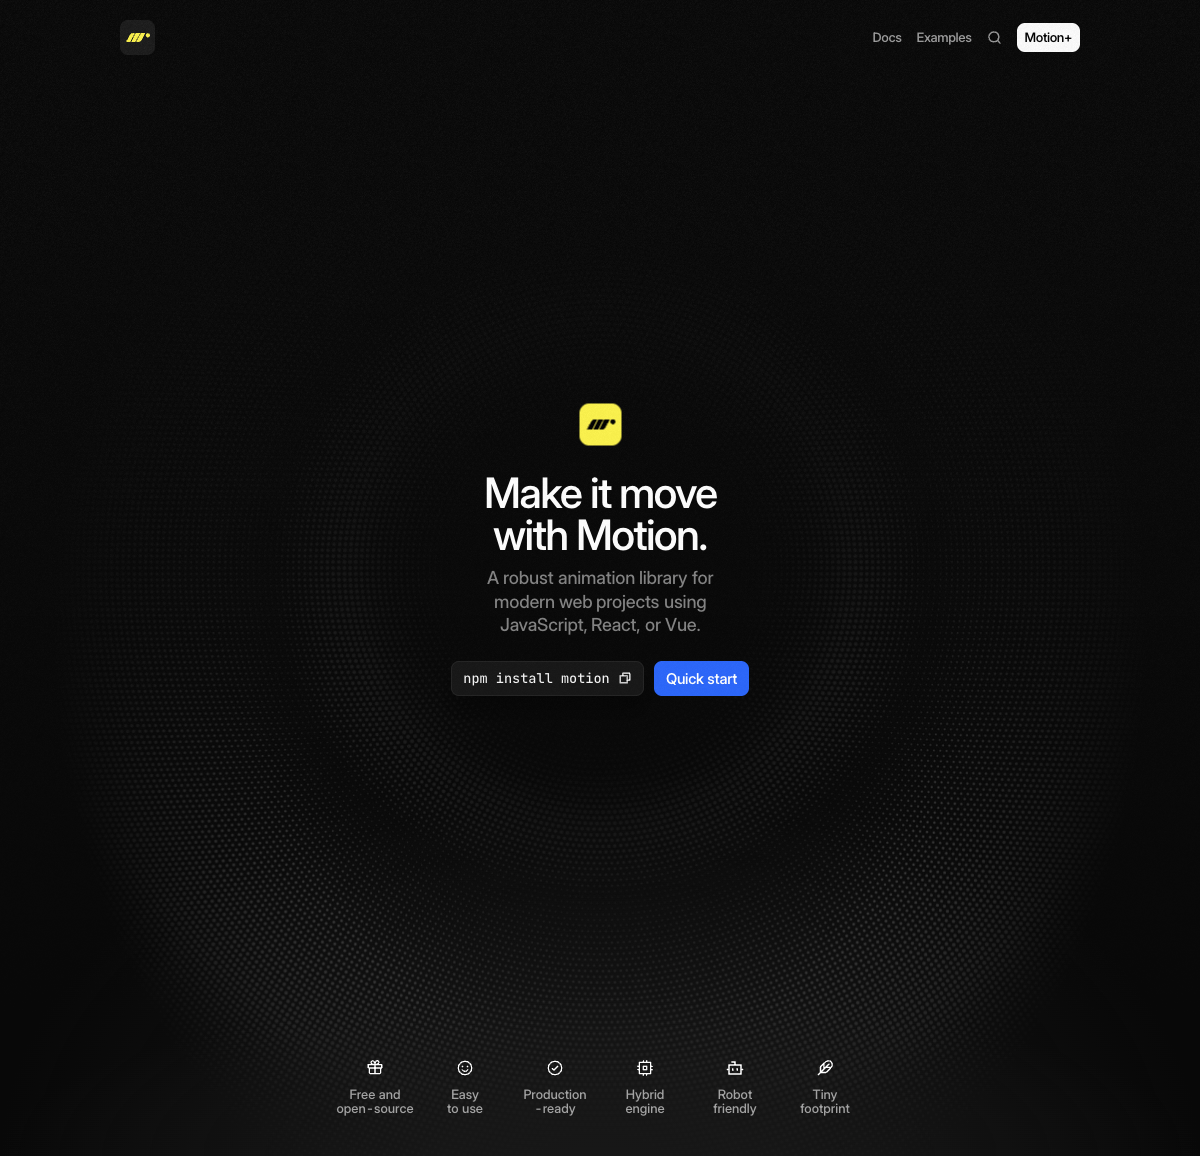 Docs Examples Motion+
Make it move
with Motion.
A robust animation library for
modern web projects using
JavaScript, React, or Vue.
npm install motion
Quick start
Free and
open-source
Easy
to use
Production
-ready
Hybrid
engine
Robot
friendly
Tiny
footprint